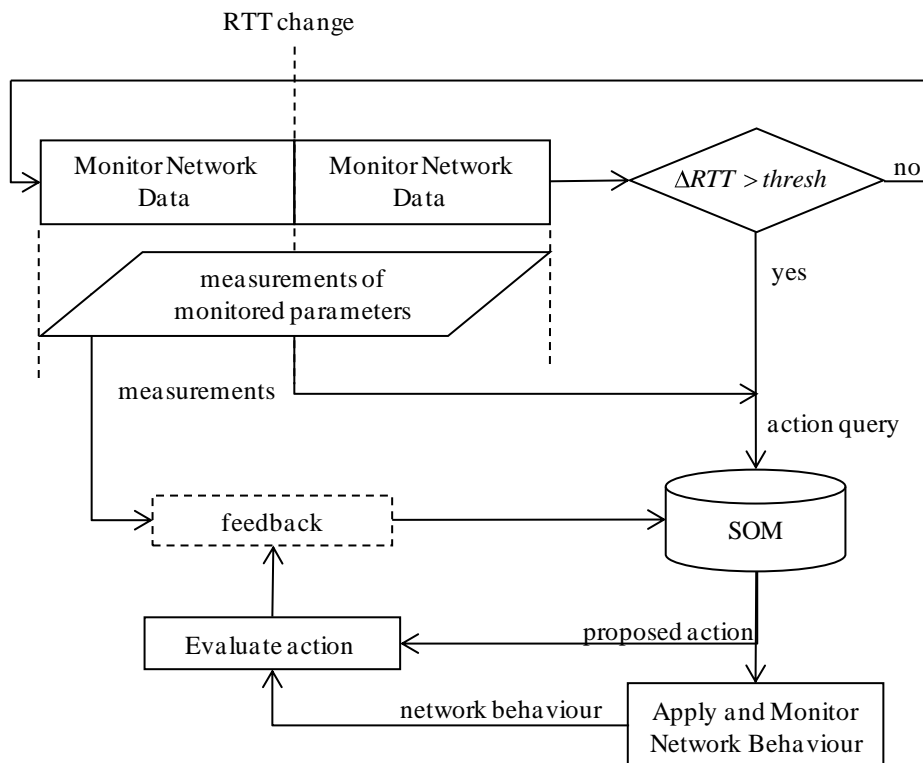 RTT change
Monitor Network
Data
Monitor Network
Data
ΔRTT > thresh
no
measurements of
monitored parameters
yes
measurements
action query
feedback
SOM
Evaluate action
proposed action
network behaviour
Apply and Monitor
Network Behaviour